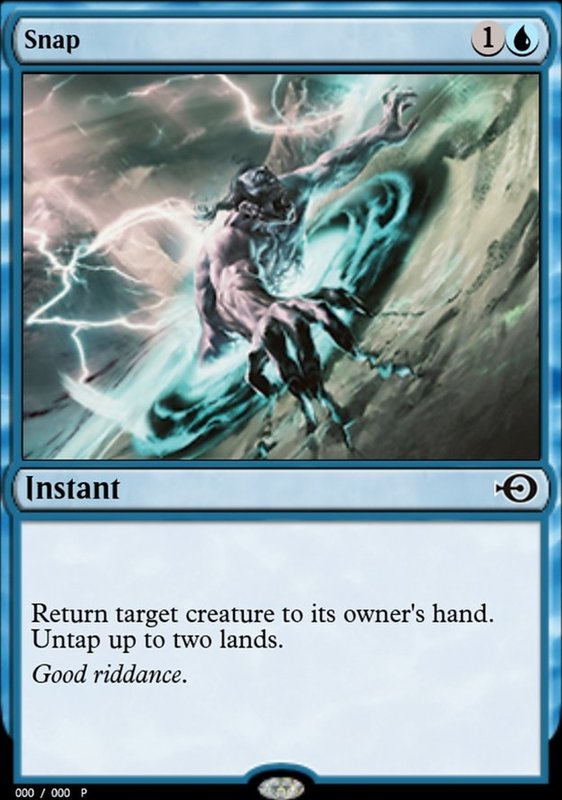 Snap
1
Instant
Return target creature to its owner's hand.
Untap up to two lands.
Good riddance.
000 / 000 P